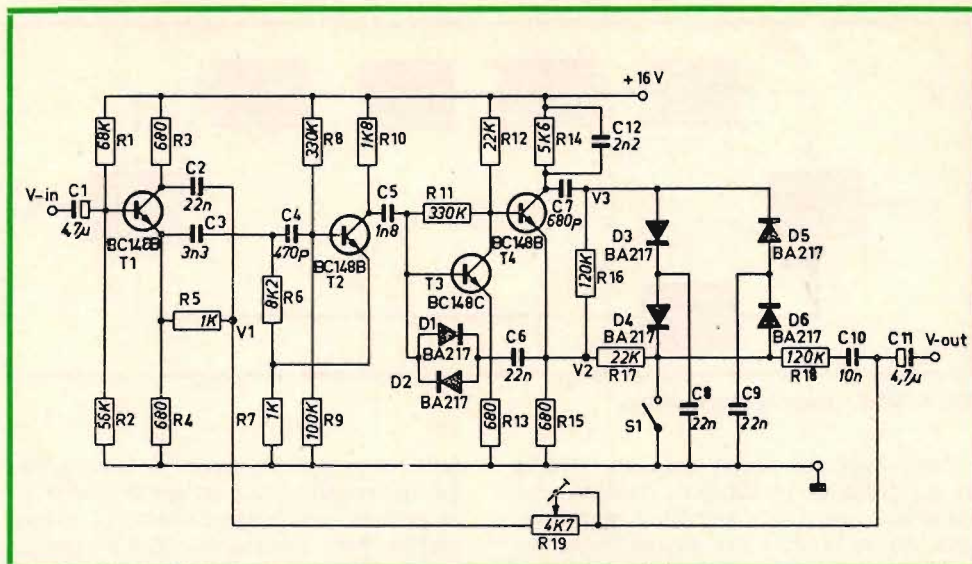 + 16 V
68K R1
680 R3
C2
22n
330K R8
1K8 R10
22K R12
5K6 R14
C12
2n2
V-in
C1
4,7µ
BC148B
T1
C3
3n3
C4
470p
BC148B
T2
C5
1n8
R11
330K
BC148B
T4
C7
680p
V3
T3
BC148C
R16
120K
D3
BA217
D5
BA217
R5
1K
V1
R6
8K2
D1
BA217
D2
BA217
C6
22n
V2
R17
22K
D4
BA217
D6
BA217
R18
120K
C10
10n
C11
4,7µ
V-out
56K R2
680 R4
R7 1K
100K R9
680 R13
680 R15
S1
C8
22n
C9
22n
4K7
R19